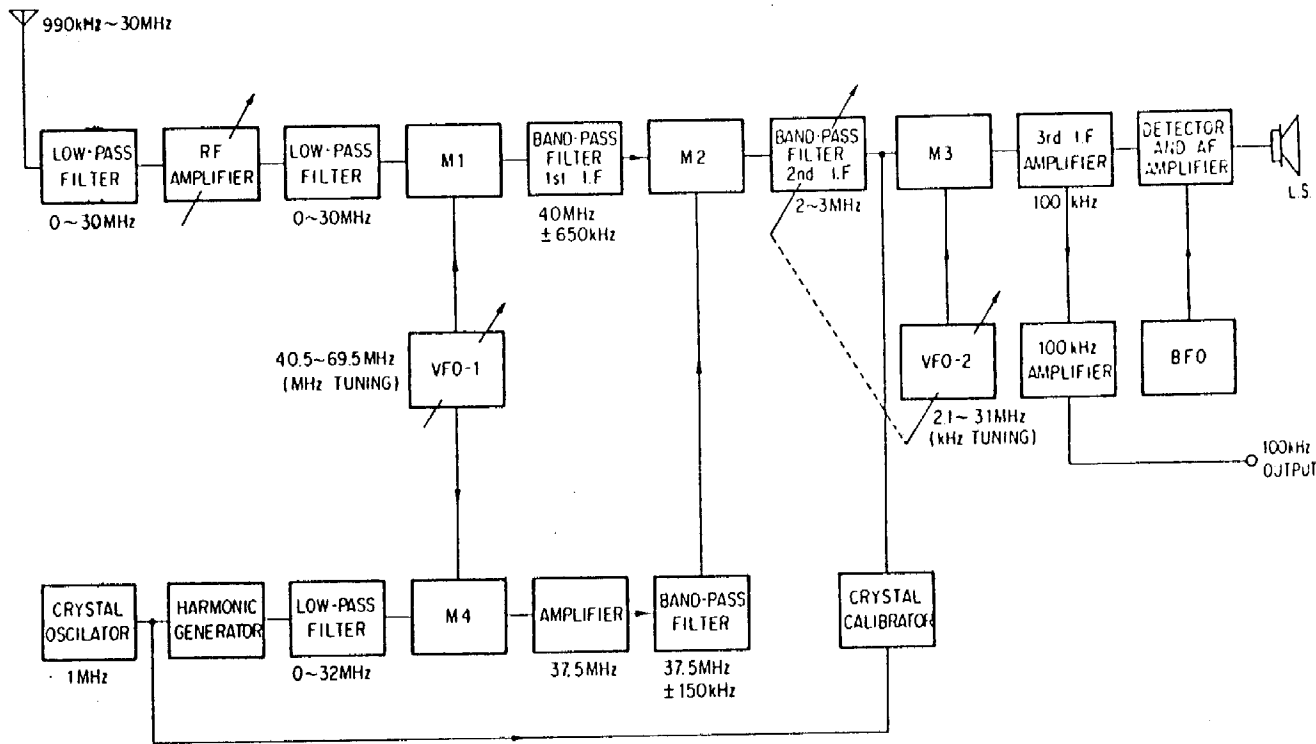 990kHz~30MHz
LOW-PASS
FILTER
0~30MHz
RF
AMPLIFIER
LOW-PASS
FILTER
0~30MHz
M1
BAND-PASS
FILTER
1st I.F
40MHz
±650kHz
M2
BAND-PASS
FILTER
2nd I.F
2~3MHz
M3
3rd I.F
AMPLIFIER
100 kHz
DETECTOR
AND AF
AMPLIFIER
L.S.
40.5~69.5MHz
(MHz TUNING)
VFO-1
VFO-2
2.1~31MHz
(kHz TUNING)
100kHz
AMPLIFIER
BFO
100kHz
OUTPUT
CRYSTAL
OSCILATOR
1MHz
HARMONIC
GENERATOR
LOW-PASS
FILTER
0~32MHz
M4
AMPLIFIER
37.5MHz
BAND-PASS
FILTER
37.5MHz
±150kHz
CRYSTAL
CALIBRATOR